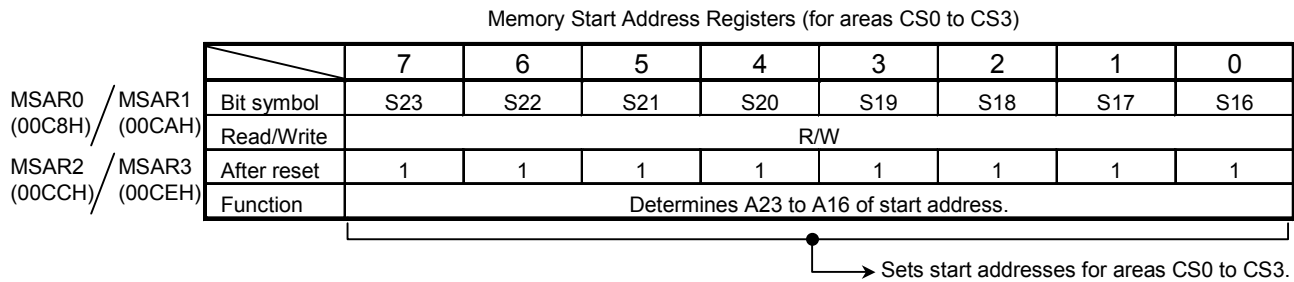 Memory Start Address Registers (for areas CS0 to CS3)
7 6 5 4 3 2 1 0
MSAR0 / MSAR1 Bit symbol S23 S22 S21 S20 S19 S18 S17 S16
(00C8H) (00CAH) Read/Write R/W
MSAR2 / MSAR3 After reset 1 1 1 1 1 1 1 1
(00CCH) (00CEH) Function Determines A23 to A16 of start address.
Sets start addresses for areas CS0 to CS3.